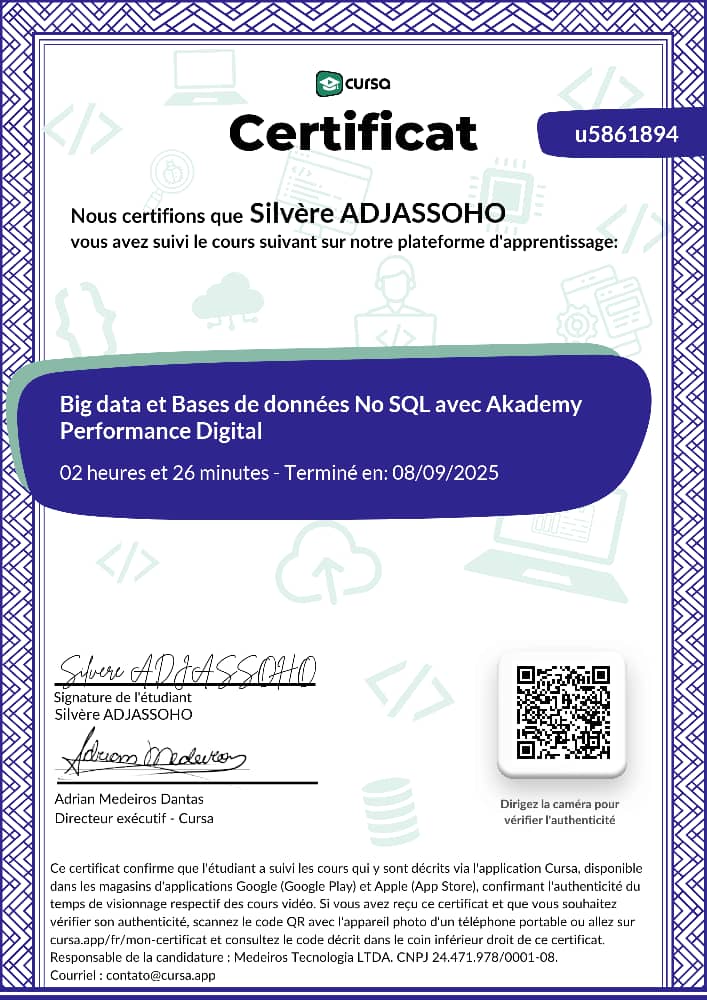 cursa
Certificat
u5861894
Nous certifions que Silvère ADJASSOHO
vous avez suivi le cours suivant sur notre plateforme d'apprentissage:
Big data et Bases de données No SQL avec Akademy
Performance Digital
02 heures et 26 minutes - Terminé en: 08/09/2025
Silvere ADJASSOHO
Signature de l'étudiant
Silvère ADJASSOHO
Adrian Medeiros
Adrian Medeiros Dantas
Directeur exécutif - Cursa
Dirigez la caméra pour
vérifier l'authenticité
Ce certificat confirme que l'étudiant a suivi les cours qui y sont décrits via l'application Cursa, disponible
dans les magasins d'applications Google (Google Play) et Apple (App Store), confirmant l'authenticité du
temps de visionnage respectif des cours vidéo. Si vous avez reçu ce certificat et que vous souhaitez
vérifier son authenticité, scannez le code QR avec l'appareil photo d'un téléphone portable ou allez sur
cursa.app/fr/mon-certificat et consultez le code décrit dans le coin inférieur droit de ce certificat.
Responsable de la candidature : Medeiros Tecnologia LTDA. CNPJ 24.471.978/0001-08.
Courriel : contato@cursa.app